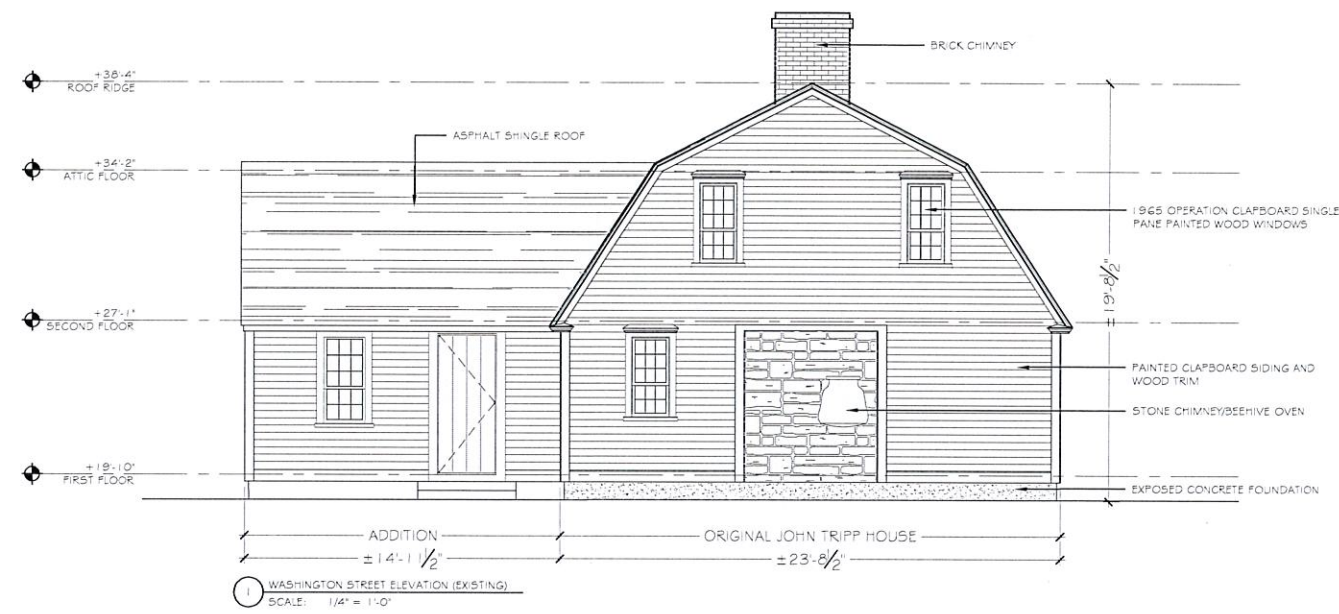 BRICK CHIMNEY
+38'-4"
ROOF RIDGE
ASPHALT SHINGLE ROOF
+34'-2"
ATTIC FLOOR
1965 OPERATION CLAPBOARD SINGLE
PANE PAINTED WOOD WINDOWS
±19'-8½"
+27'-1"
SECOND FLOOR
PAINTED CLAPBOARD SIDING AND
WOOD TRIM
STONE CHIMNEY/BEEHIVE OVEN
+19'-10"
FIRST FLOOR
EXPOSED CONCRETE FOUNDATION
ADDITION
±14'-11½"
ORIGINAL JOHN TRIPP HOUSE
±23'-8½"
1
WASHINGTON STREET ELEVATION (EXISTING)
SCALE: 1/4" = 1'-0"